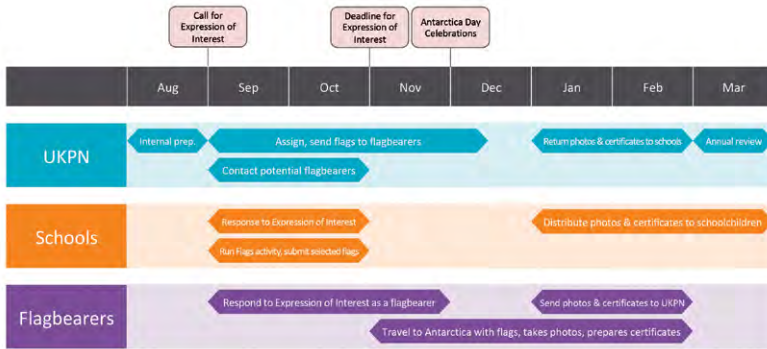 Call for
Expression of
Interest
Deadline for
Expression of
Interest
Antarctica Day
Celebrations
Aug
Sep
Oct
Nov
Dec
Jan
Feb
Mar
UKPN
Internal prep.
Assign, send flags to flagbearers
Return photos & certificates to schools
Annual review
Contact potential flagbearers
Schools
Response to Expression of Interest
Distribute photos & certificates to schoolchildren
Run Flags activity, submit selected flags
Flagbearers
Respond to Expression of Interest as a flagbearer
Send photos & certificates to UKPN
Travel to Antarctica with flags, takes photos, prepares certificates